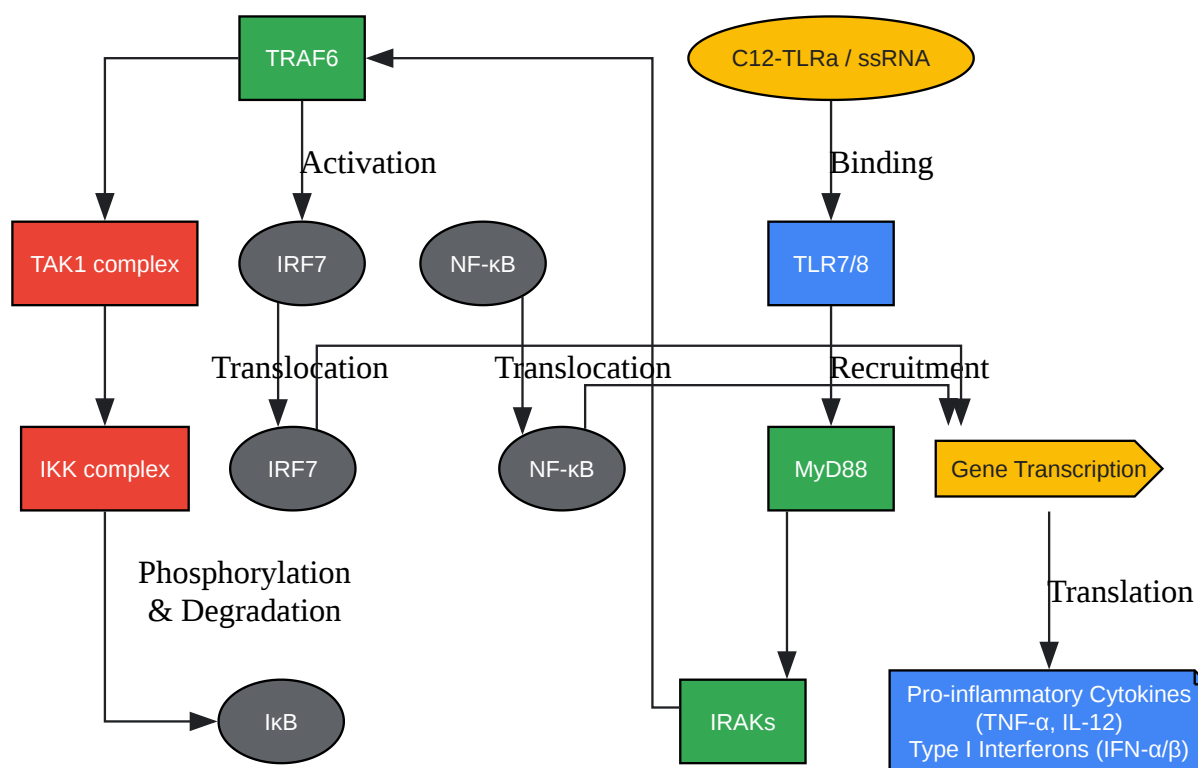 TRAF6
C12-TLRa / ssRNA
Activation
Binding
TAK1 complex
IRF7
NF-κB
TLR7/8
Translocation
Translocation
Recruitment
IKK complex
IRF7
NF-κB
MyD88
Gene Transcription
Phosphorylation
& Degradation
Translation
IκB
IRAKs
Pro-inflammatory Cytokines
(TNF-α, IL-12)
Type I Interferons (IFN-α/β)